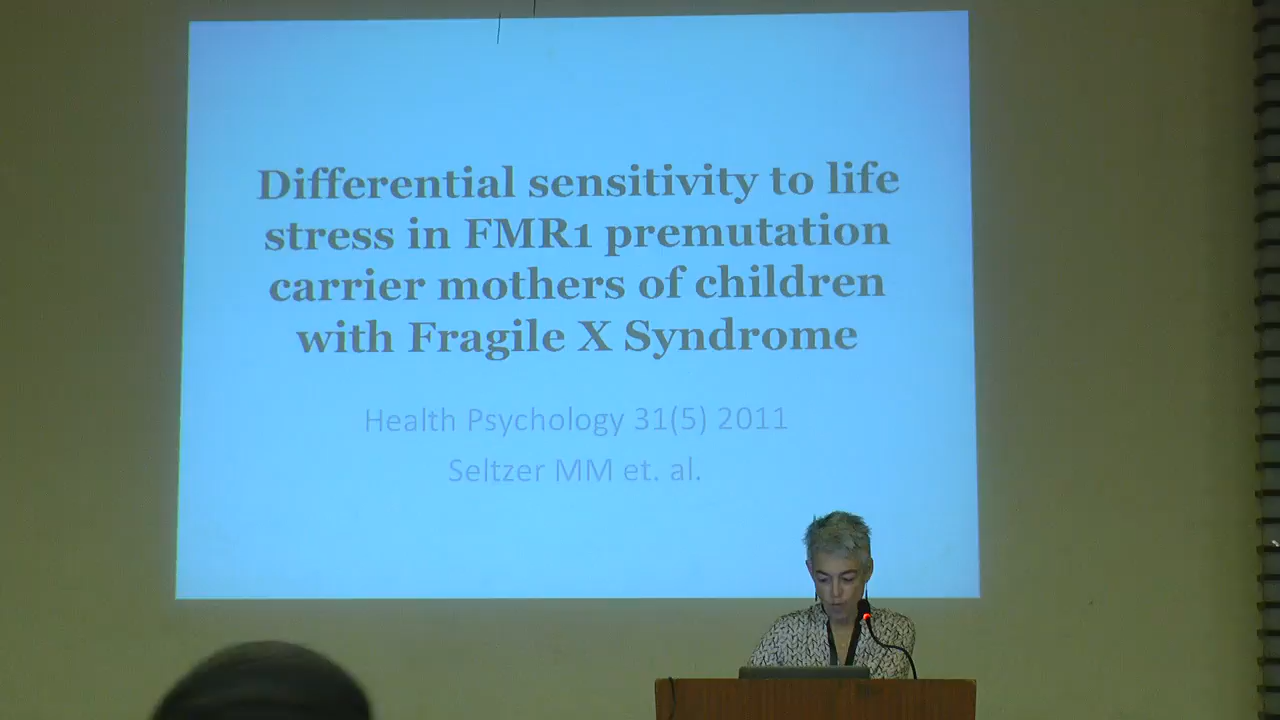 Differential sensitivity to life
stress in FMR1 premutation
carrier mothers of children
with Fragile X Syndrome
Health Psychology 31(5) 2011
Seltzer MM et. al.